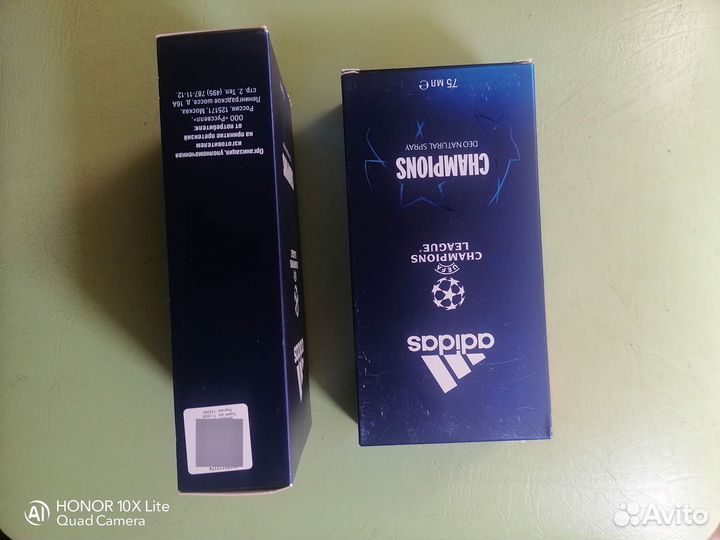 Организация, уполномоченная
изготовителем
на принятие претензий
от потребителя:
ООО «Руссвелл»,
Россия, 125171, Москва,
Ленинградское шоссе, д. 16А
стр. 2. Тел. (495) 787-11-12.
adidas
UEFA
CHAMPIONS
LEAGUE
CHAMPIONS
DEO NATURAL SPRAY
75 МЛ
HONOR 10X Lite
Quad Camera
AI
Avito